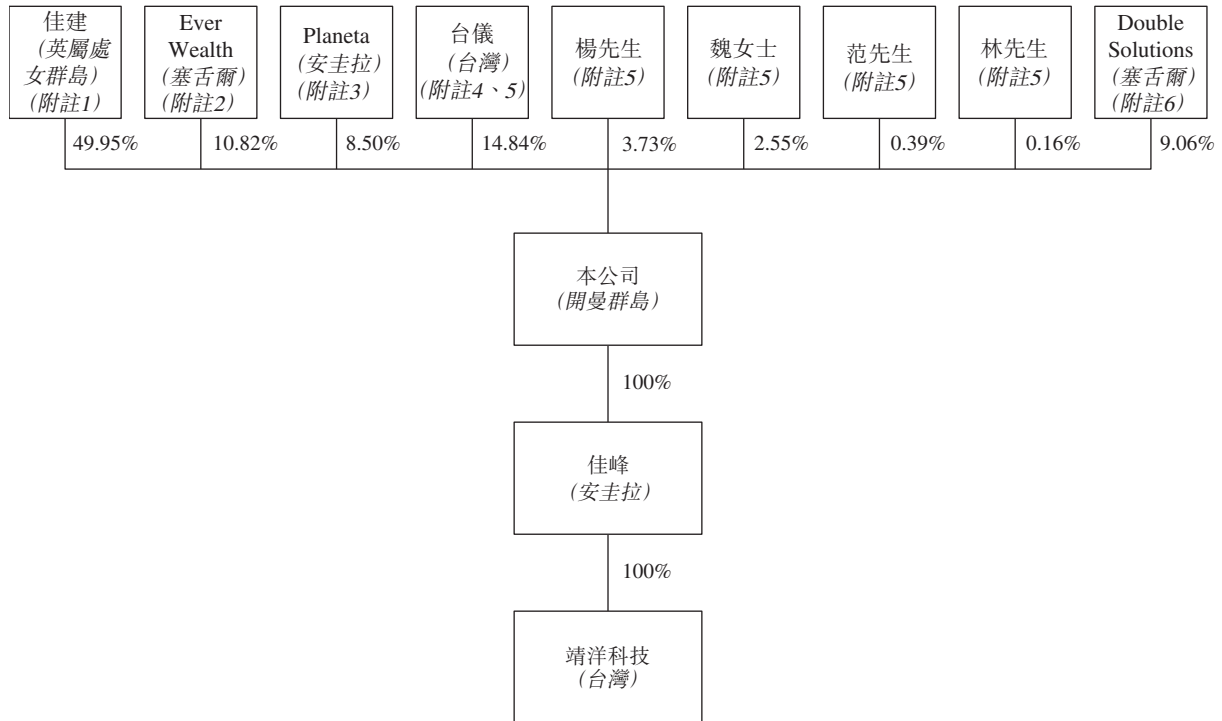 佳建
(英屬處
女群島)
(附註1)
Ever
Wealth
(塞舌爾)
(附註2)
Planeta
(安圭拉)
(附註3)
台儀
(台灣)
(附註4、5)
楊先生
(附註5)
魏女士
(附註5)
范先生
(附註5)
林先生
(附註5)
Double
Solutions
(塞舌爾)
(附註6)
49.95%
10.82%
8.50%
14.84%
3.73%
2.55%
0.39%
0.16%
9.06%
本公司
(開曼群島)
100%
佳峰
(安圭拉)
100%
靖洋科技
(台灣)